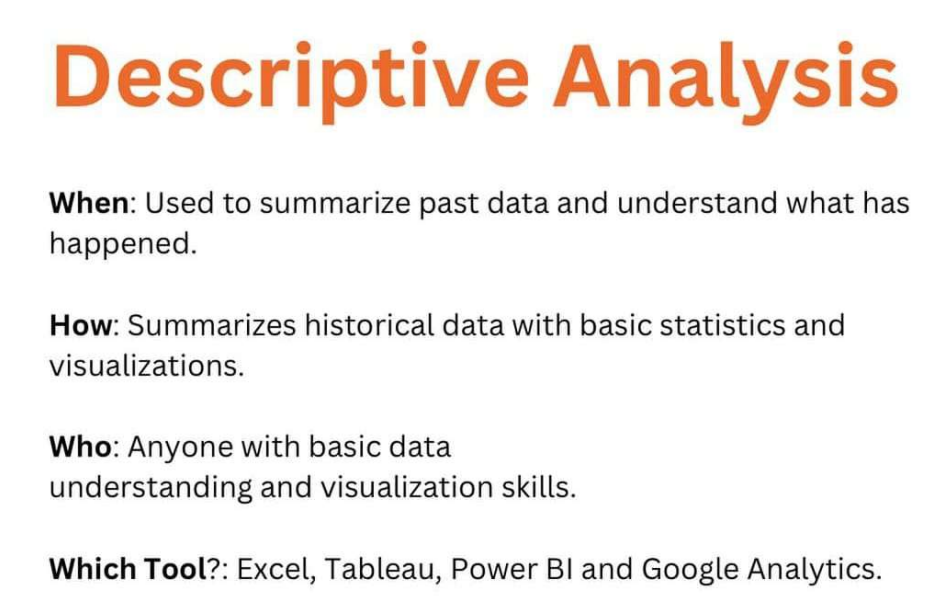 Descriptive Analysis
When: Used to summarize past data and understand what has
happened.
How: Summarizes historical data with basic statistics and
visualizations.
Who: Anyone with basic data
understanding and visualization skills.
Which Tool?: Excel, Tableau, Power BI and Google Analytics.